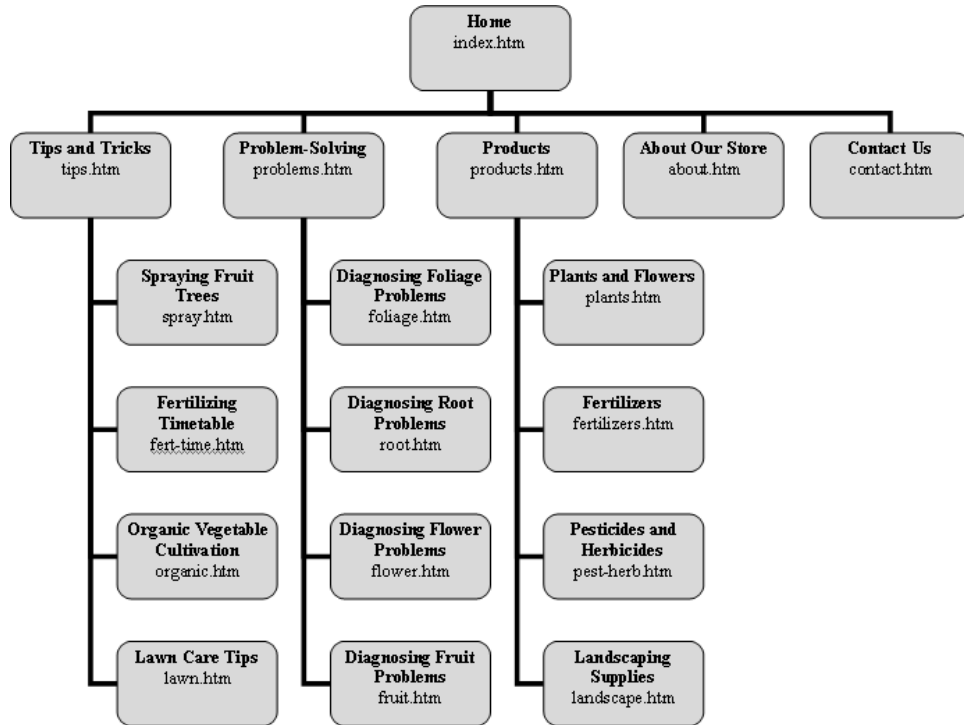 Home
index.htm
Tips and Tricks
tips.htm
Problem-Solving
problems.htm
Products
products.htm
About Our Store
about.htm
Contact Us
contact.htm
Spraying Fruit
Trees
spray.htm
Fertilizing
Timetable
fert-time.htm
Organic Vegetable
Cultivation
organic.htm
Lawn Care Tips
lawn.htm
Diagnosing Foliage
Problems
foliage.htm
Diagnosing Root
Problems
root.htm
Diagnosing Flower
Problems
flower.htm
Diagnosing Fruit
Problems
fruit.htm
Plants and Flowers
plants.htm
Fertilizers
fertilizers.htm
Pesticides and
Herbicides
pest-herb.htm
Landscaping
Supplies
landscape.htm